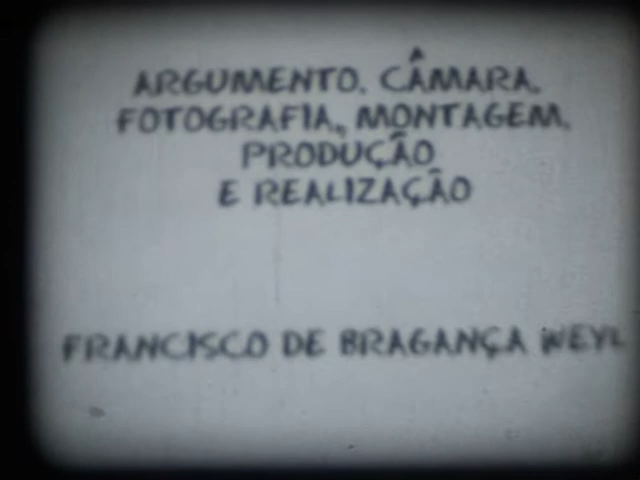 ARGUMENTO. CÂMARA.
FOTOGRAFIA, MONTAGEM.
PRODUÇÃO
E REALIZAÇÃO
FRANCISCO DE BRAGANÇA WEYL